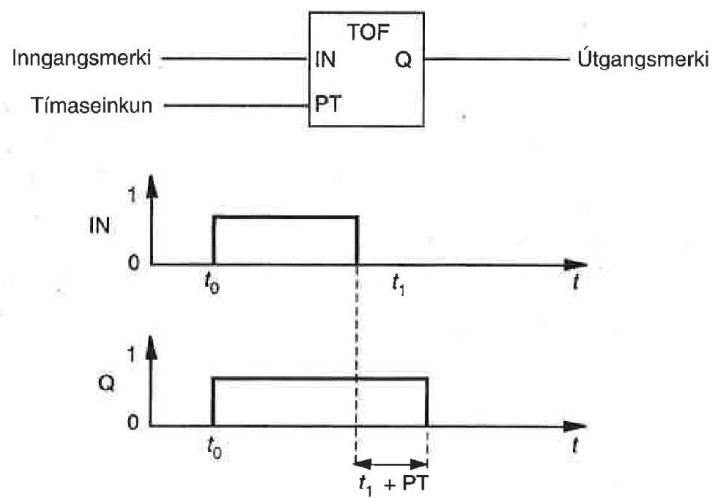 TOF
Inngangsmerki IN Q Útgangsmerki
Tímaseinkun PT
1
IN
0
t₀ t₁ t
1
Q
0
t₀ t
t₁ + PT